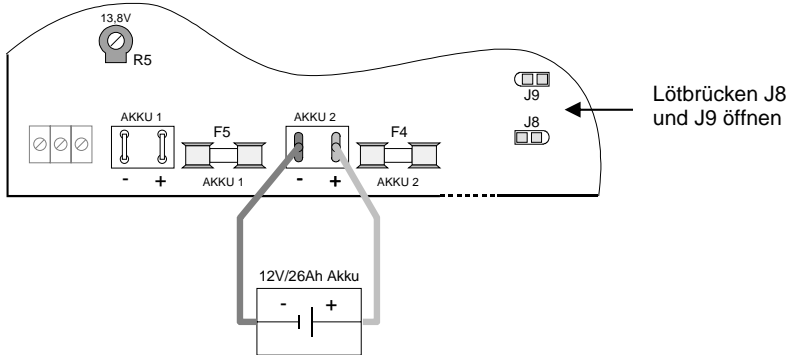 13,8V
R5
J9
Lötbrücken J8
und J9 öffnen
J8
AKKU 1
F5
AKKU 2
F4
- +
AKKU 1
- +
AKKU 2
12V/26Ah Akku
- +